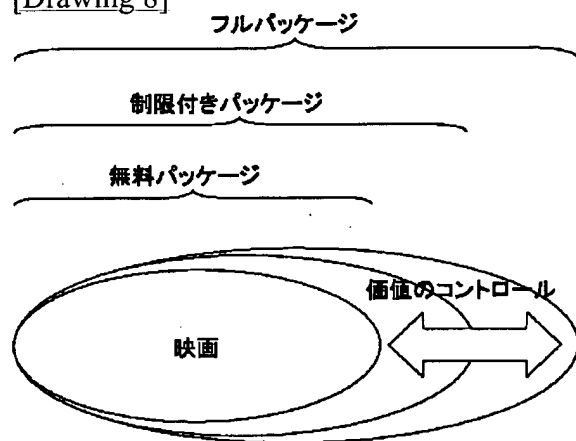 [Drawing 8]
フルパッケージ
制限付きパッケージ
無料パッケージ
価値のコントロール
映画